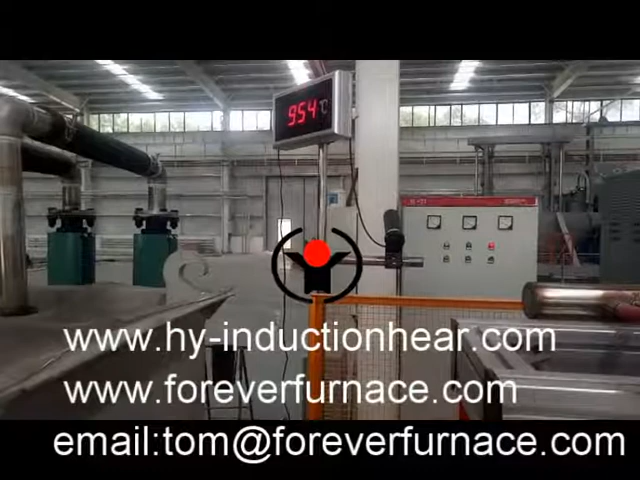 954℃
www.hy-inductionhear.com
www.foreverfurnace.com
email:tom@foreverfurnace.com